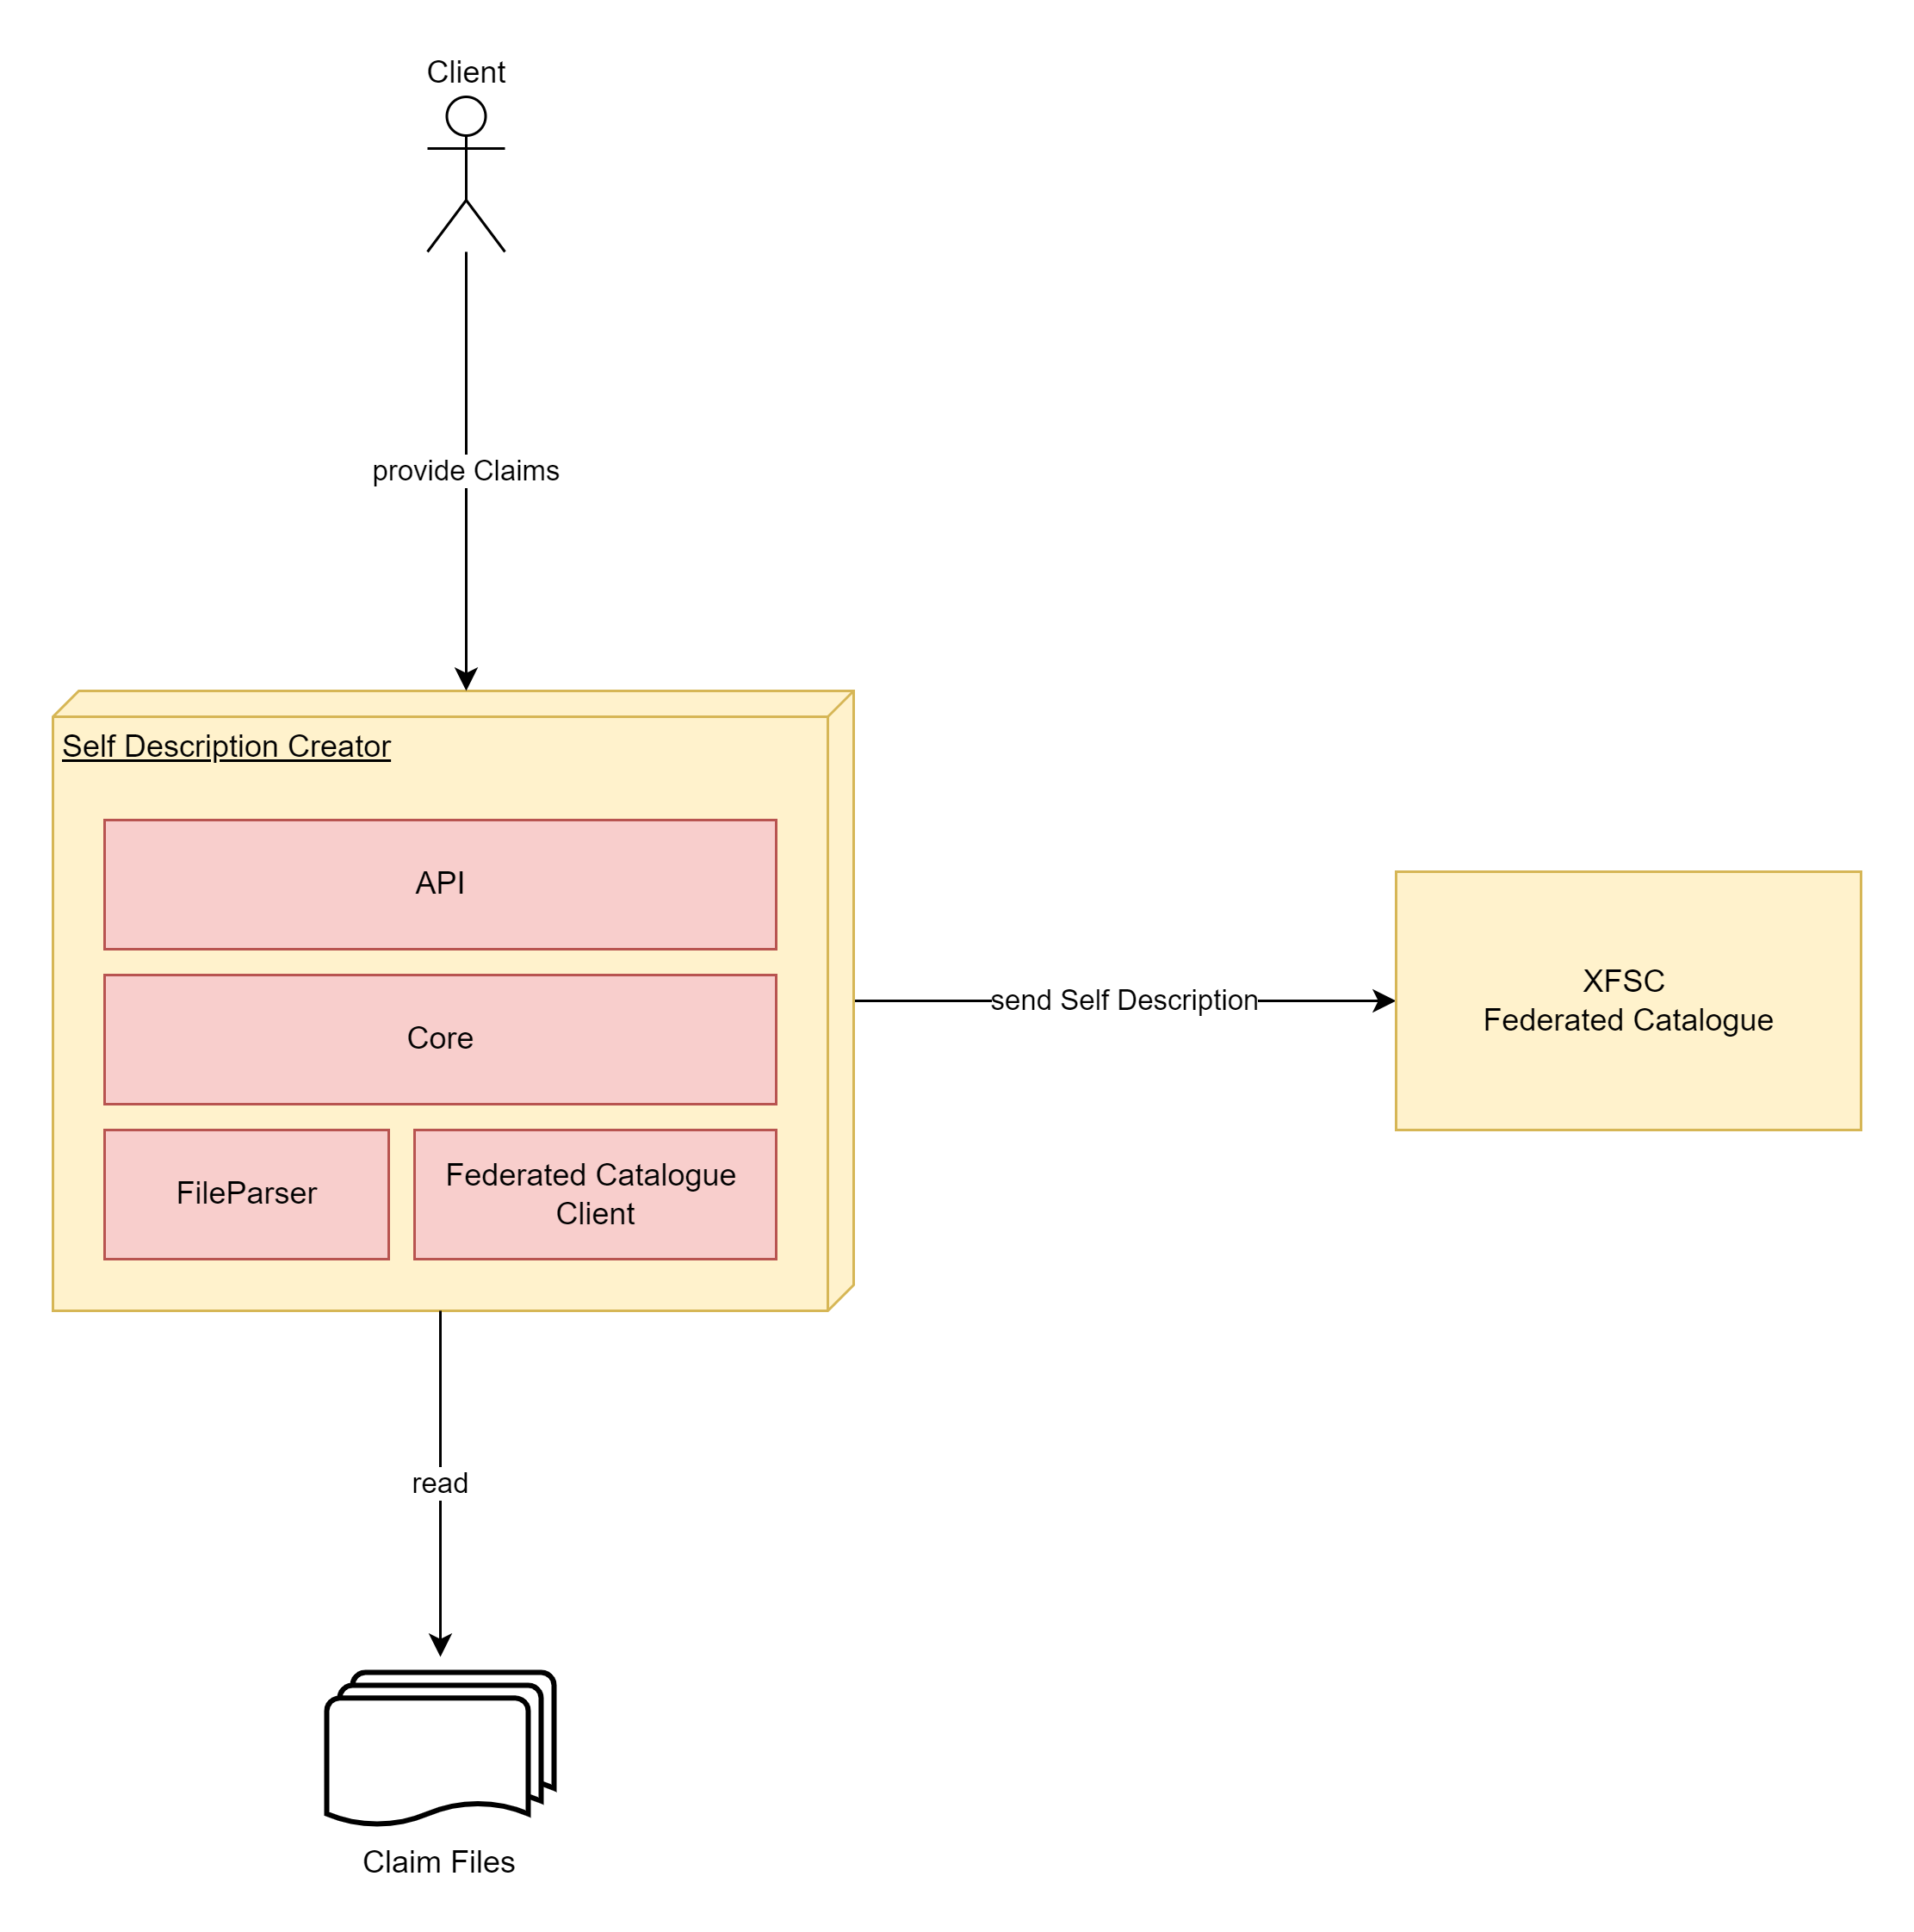 Client
provide Claims
Self Description Creator
API
Core
FileParser
Federated Catalogue
Client
send Self Description
XFSC
Federated Catalogue
read
Claim Files